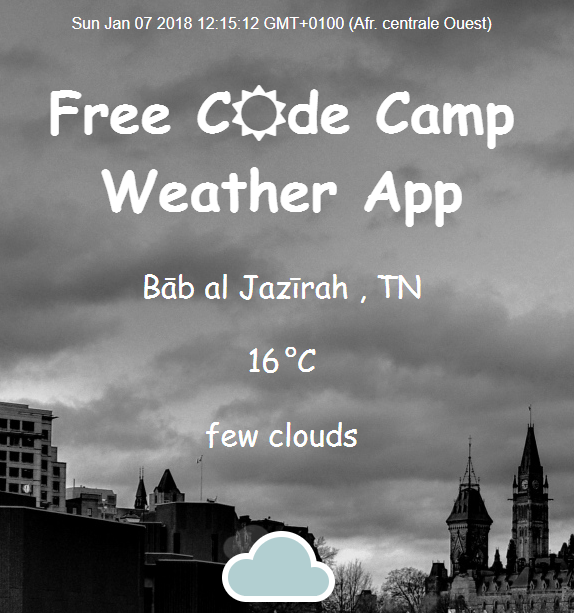 Sun Jan 07 2018 12:15:12 GMT+0100 (Afr. centrale Ouest)
Free Code Camp
Weather App
Bāb al Jazīrah , TN
16 °C
few clouds